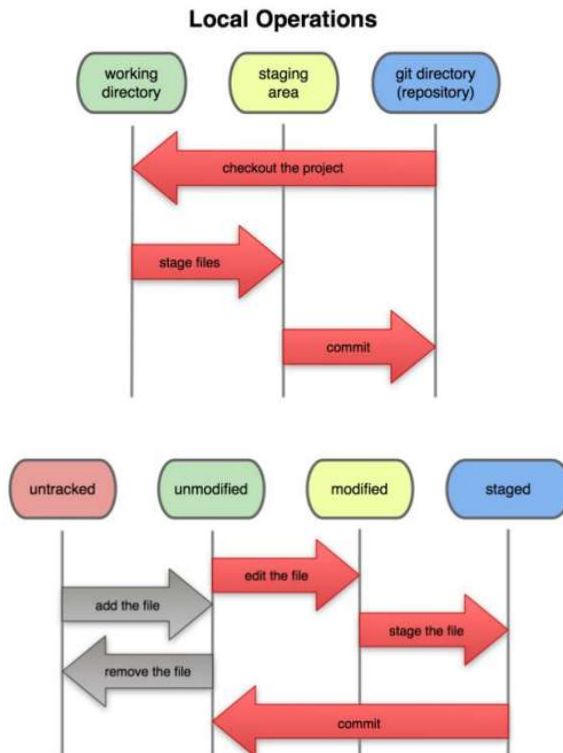 Local Operations
working
directory
staging
area
git directory
(repository)
checkout the project
stage files
commit
untracked
unmodified
modified
staged
edit the file
add the file
stage the file
remove the file
commit